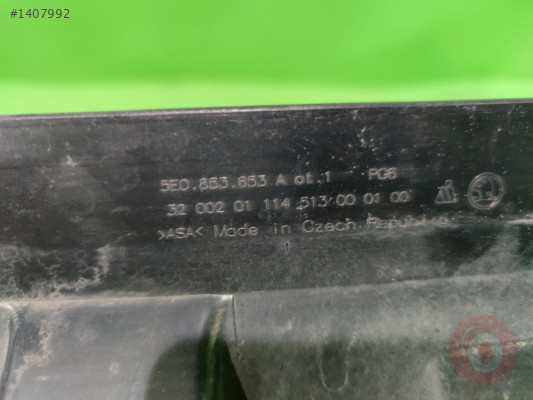 #1407992
5E0.853.653 A ot.1 PG6
32 002 01 114 513 00 01 00
>ASA< Made in Czech Republic